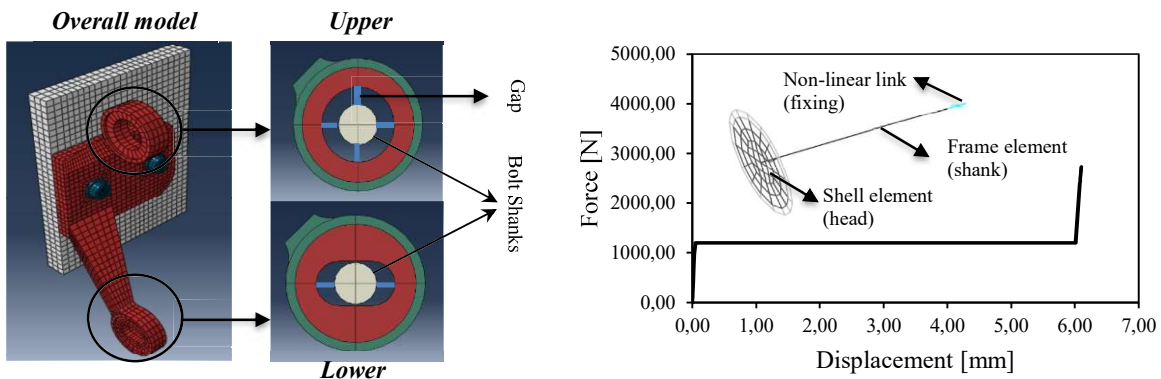 Overall model
Upper
Gap
Bolt Shanks
Lower
Force [N]
5000,00
4000,00
3000,00
2000,00
1000,00
0,00
Non-linear link
(fixing)
Frame element
(shank)
Shell element
(head)
0,00 1,00 2,00 3,00 4,00 5,00 6,00 7,00
Displacement [mm]